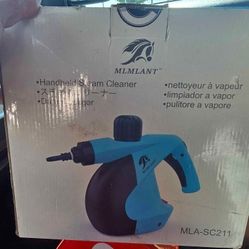 MLMLANT
•Handheld Steam Cleaner
•nettoyeur à vapeur
•limpiador a vapor
•pulitore a vapore
MLA-SC211